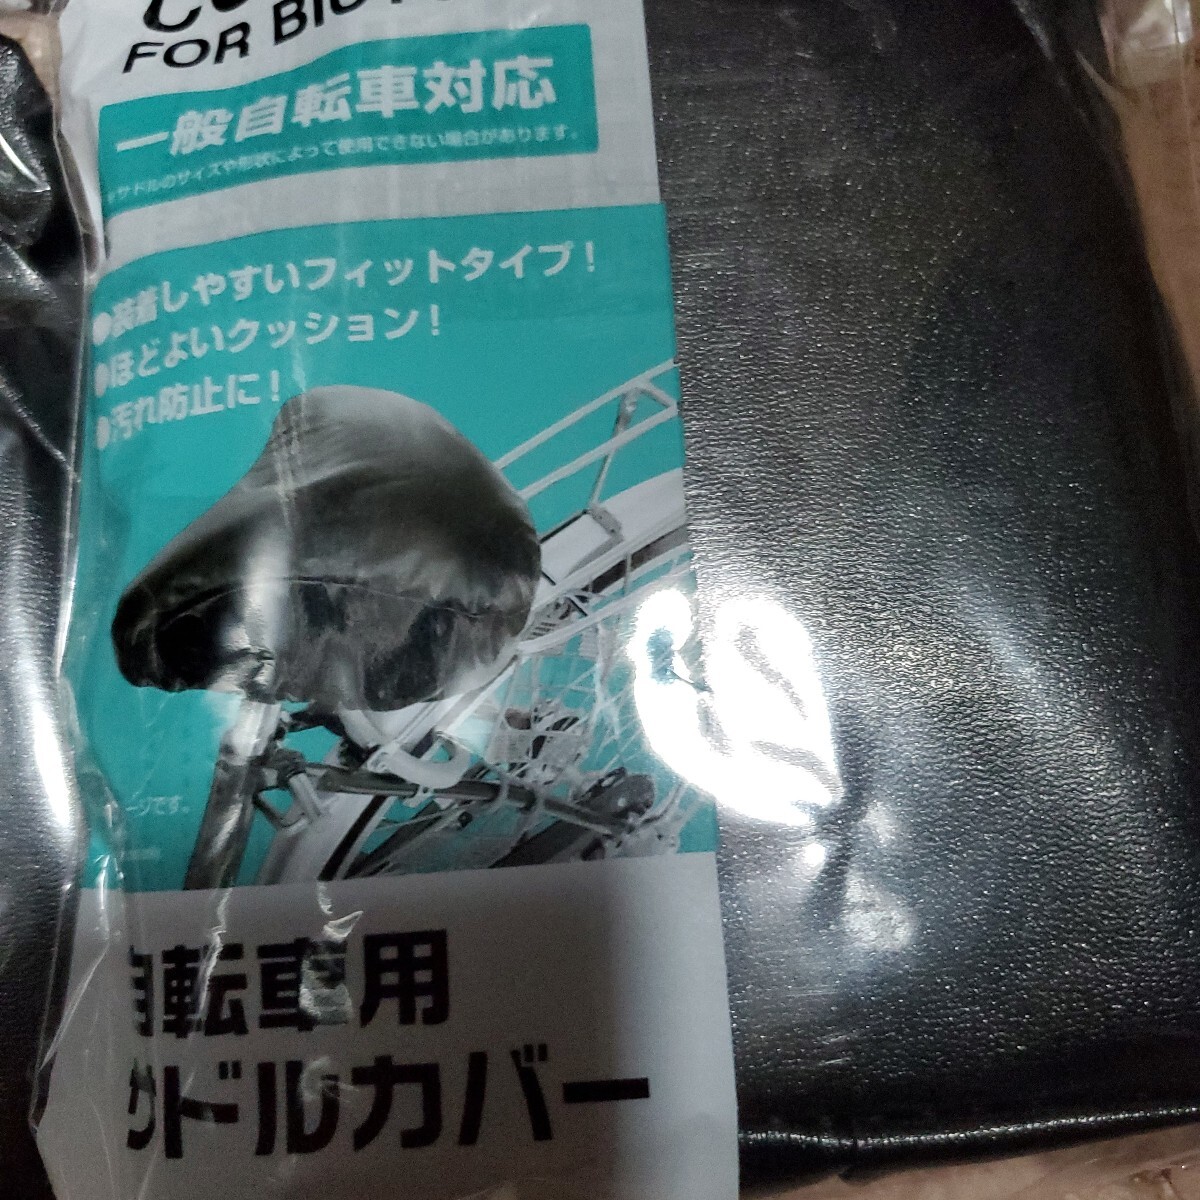 FOR BIC
一般自転車対応
※サドルのサイズや形状によって使用できない場合があります。
●装着しやすいフィットタイプ!
●ほどよいクッション!
●汚れ防止に!
ージです。
自転車用
サドルカバー